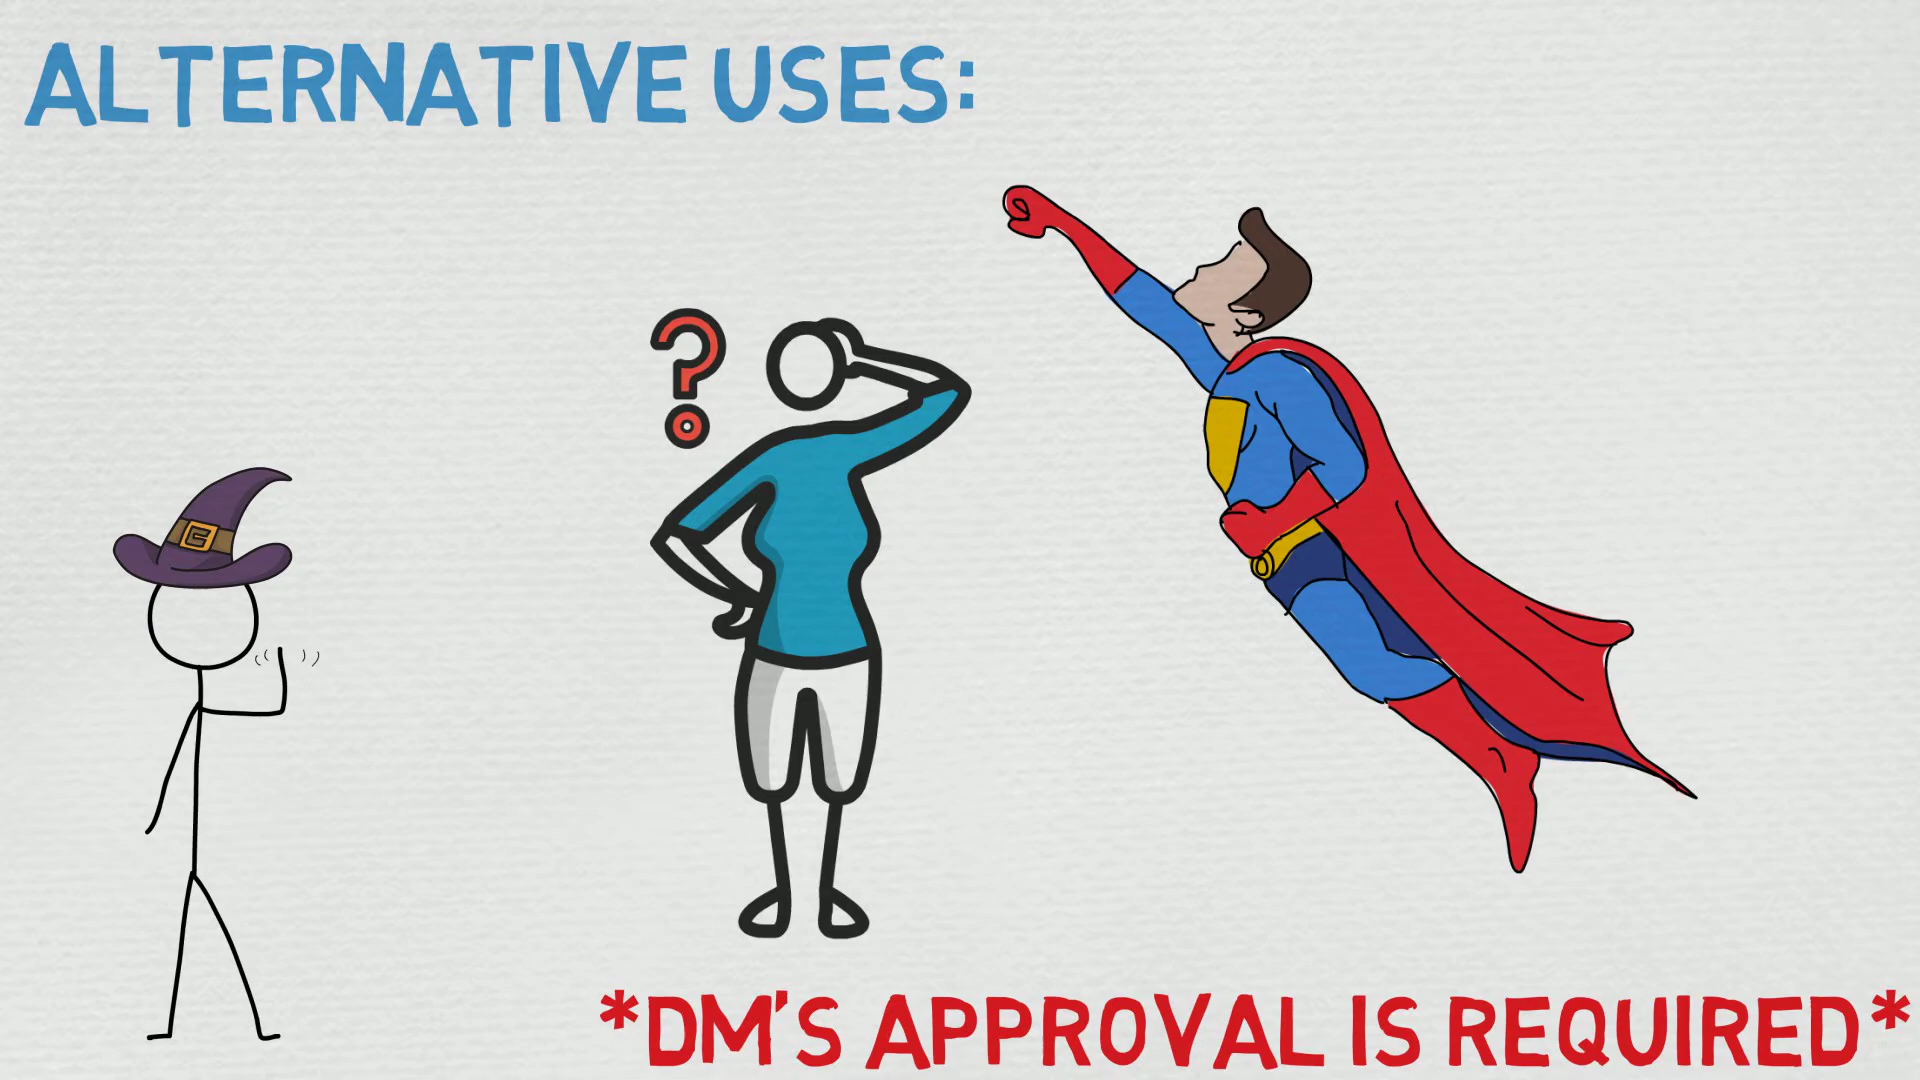 ALTERNATIVE USES:
*DM'S APPROVAL IS REQUIRED*